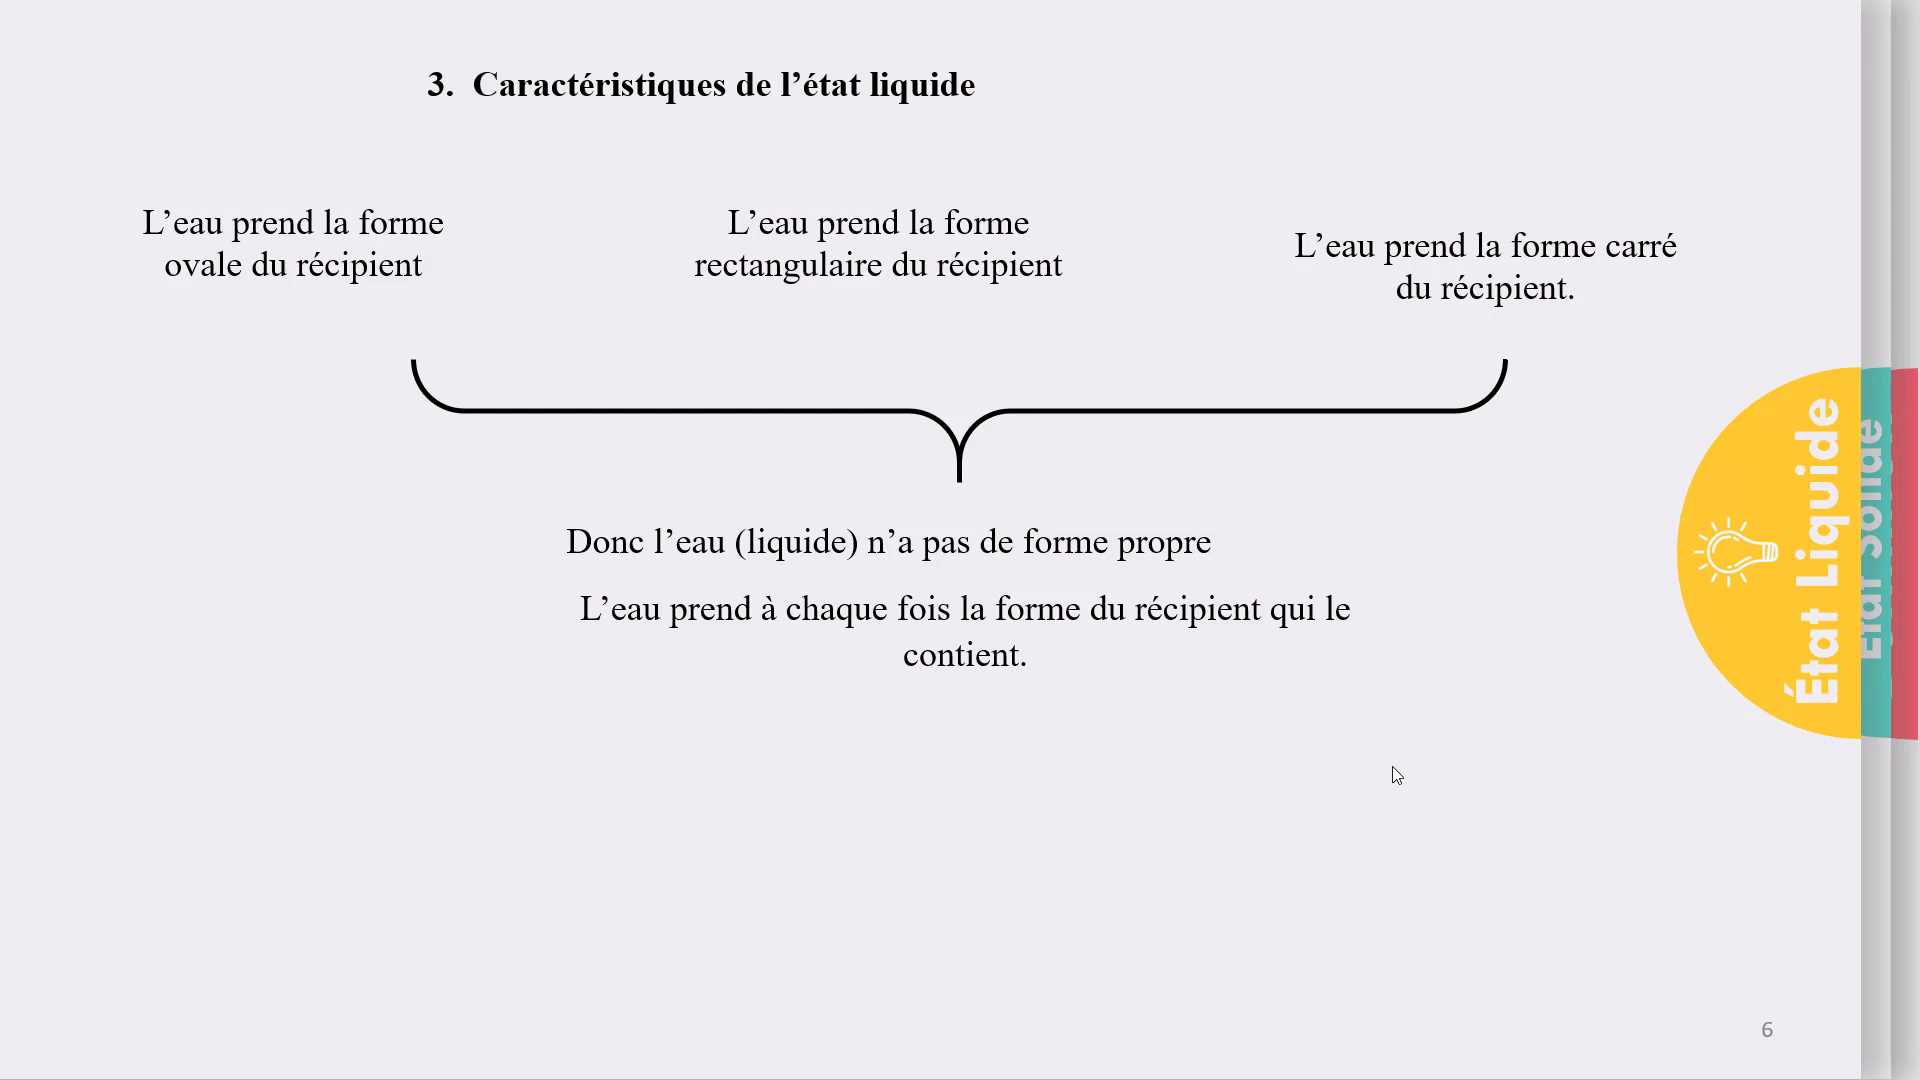 3. Caractéristiques de l’état liquide
L’eau prend la forme
ovale du récipient
L’eau prend la forme
rectangulaire du récipient
L’eau prend la forme carré
du récipient.
Donc l’eau (liquide) n’a pas de forme propre
L’eau prend à chaque fois la forme du récipient qui le
contient.
État Liquide
État Solide
6